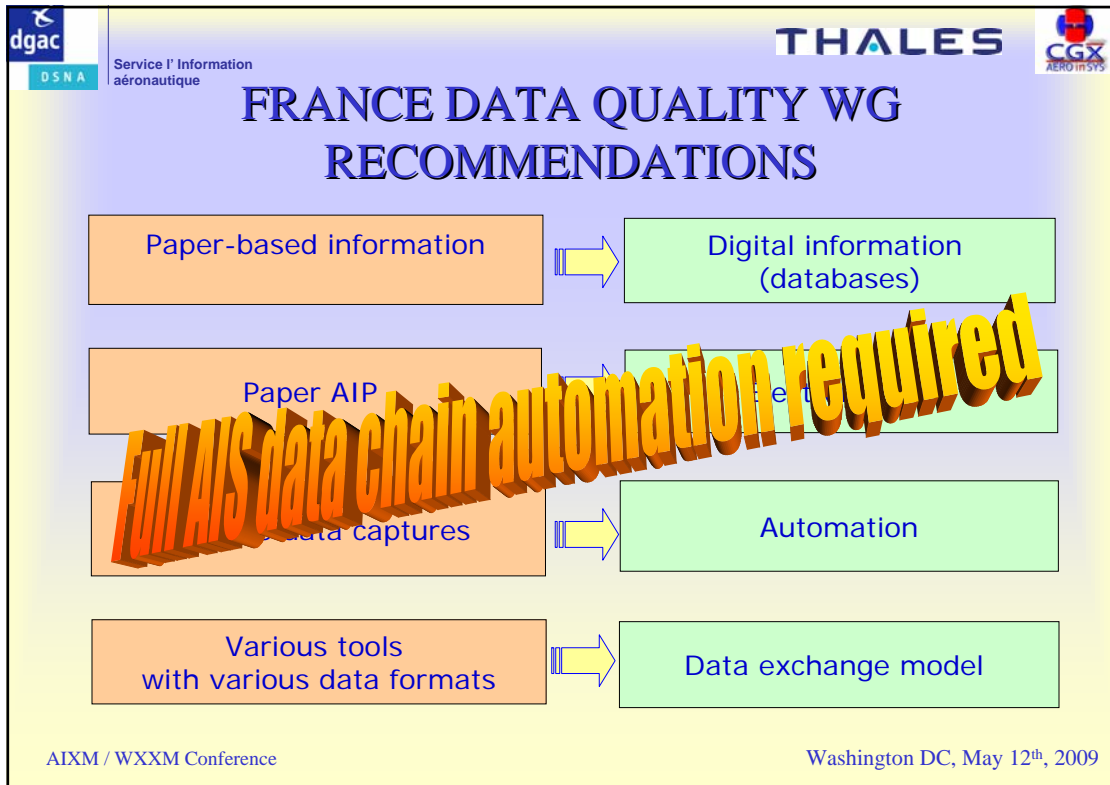 dgac
DSNA
Service l' Information
aéronautique
THALES
CGX
AERO in SYS
FRANCE DATA QUALITY WG
RECOMMENDATIONS
Paper-based information
Digital information
(databases)
Paper AIP
Full AIS data chain automation required
data captures
Automation
Various tools
with various data formats
Data exchange model
AIXM / WXXM Conference
Washington DC, May 12th, 2009